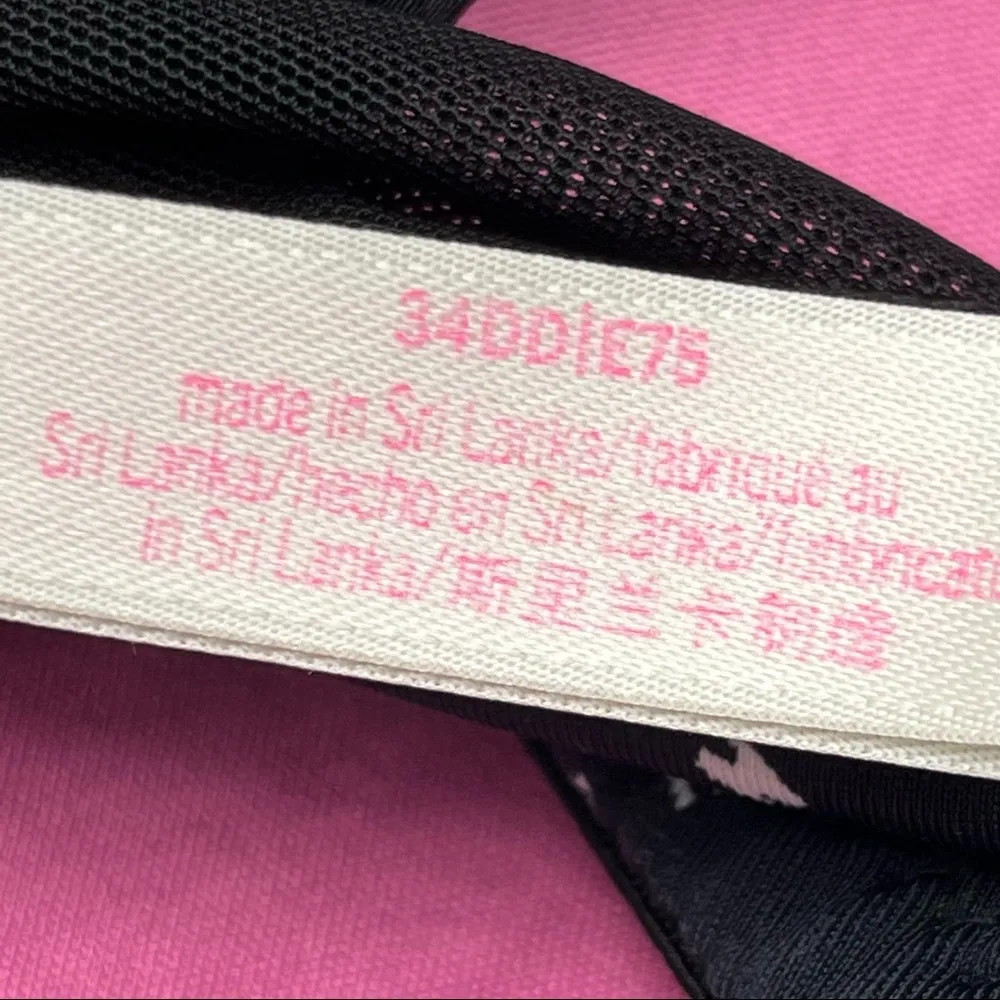 34DD|E75
made in Sri Lanka/fabriqué au
Sri Lanka/hecho en Sri Lanka/fabbricat
in Sri Lanka/斯里兰卡制造